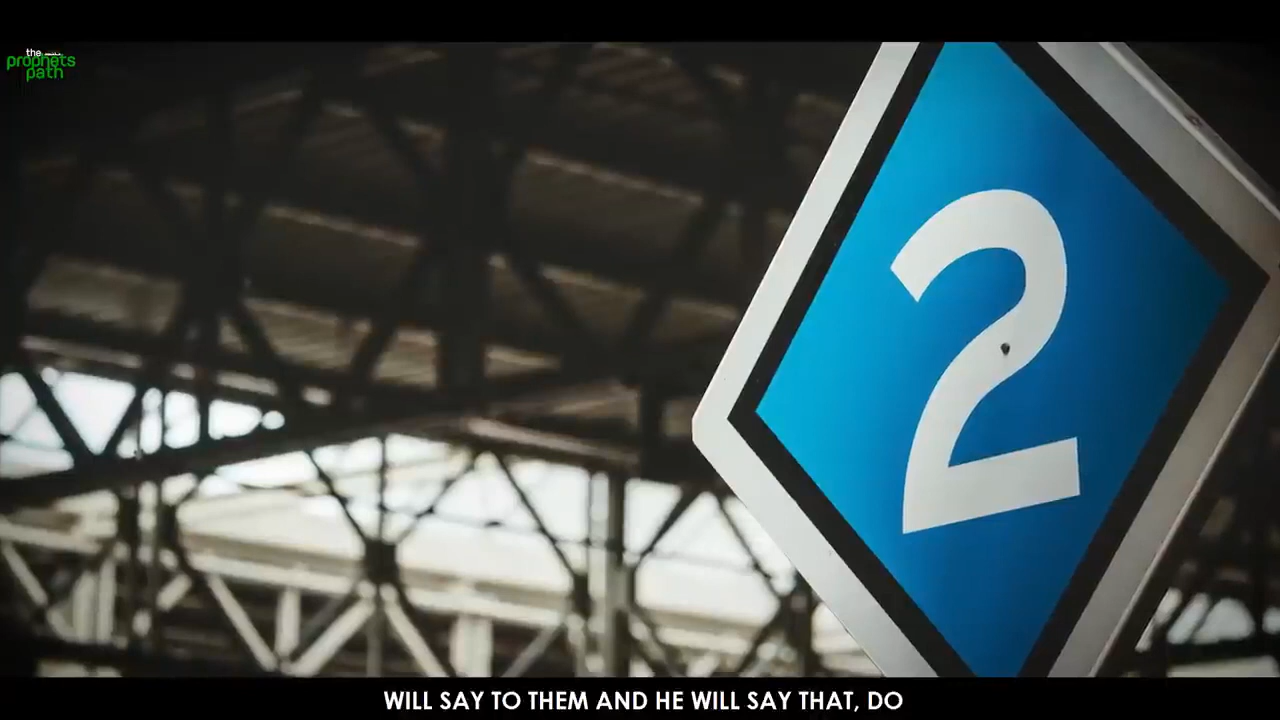 the
prophets
path
2
WILL SAY TO THEM AND HE WILL SAY THAT, DO